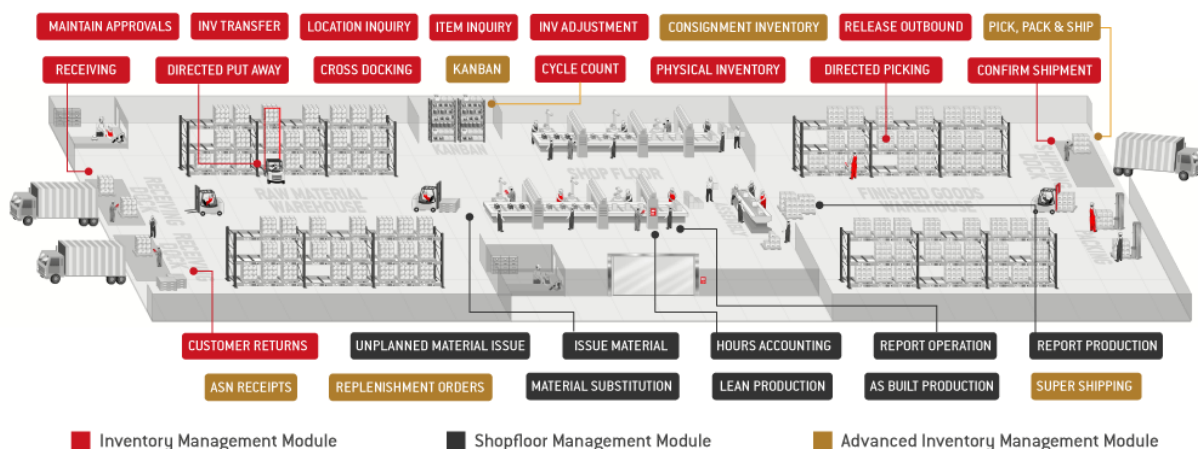 MAINTAIN APPROVALS
INV TRANSFER
LOCATION INQUIRY
ITEM INQUIRY
INV ADJUSTMENT
CONSIGNMENT INVENTORY
RELEASE OUTBOUND
PICK, PACK & SHIP
RECEIVING
DIRECTED PUT AWAY
CROSS DOCKING
KANBAN
CYCLE COUNT
PHYSICAL INVENTORY
DIRECTED PICKING
CONFIRM SHIPMENT
KANBAN
SHOP FLOOR
RECEIVING
DOCK
RAW MATERIAL
WAREHOUSE
FINISHED GOODS
WAREHOUSE
SHIPPING
DOCK
RECEIVING
DOCK
CUSTOMER RETURNS
UNPLANNED MATERIAL ISSUE
ISSUE MATERIAL
HOURS ACCOUNTING
REPORT OPERATION
REPORT PRODUCTION
ASN RECEIPTS
REPLENISHMENT ORDERS
MATERIAL SUBSTITUTION
LEAN PRODUCTION
AS BUILT PRODUCTION
SUPER SHIPPING
Inventory Management Module
Shopfloor Management Module
Advanced Inventory Management Module